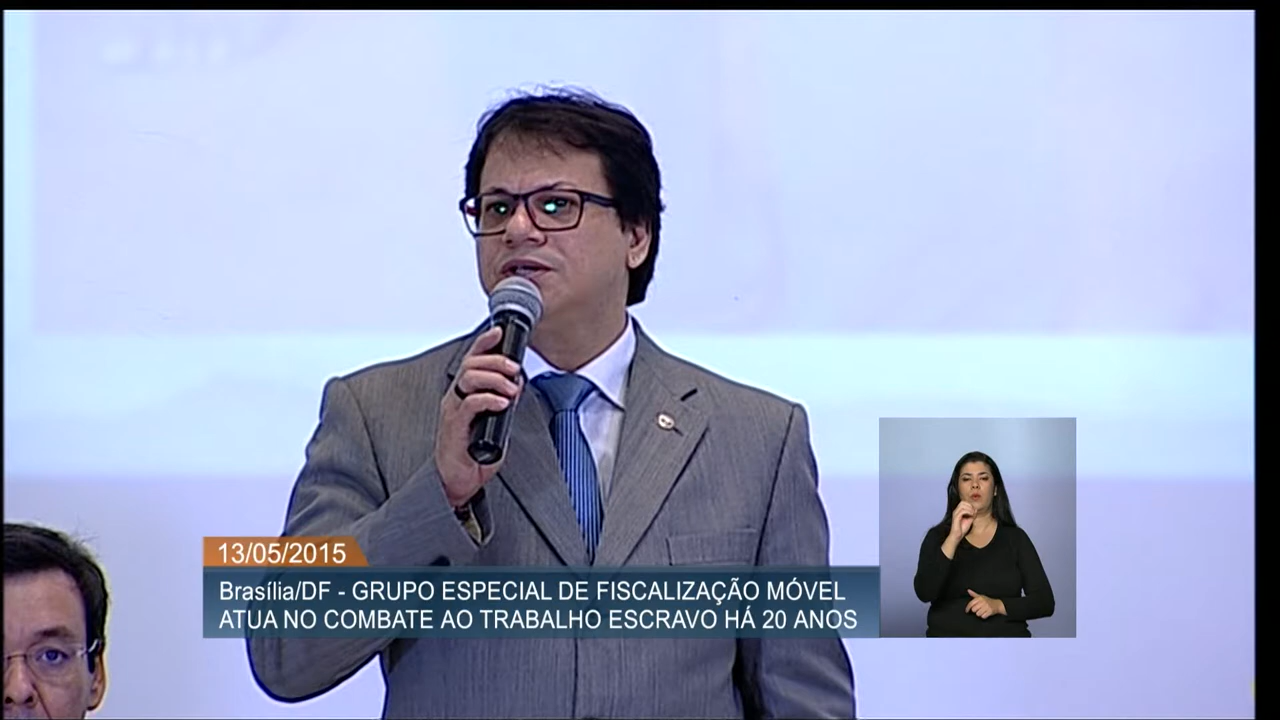 13/05/2015
Brasília/DF - GRUPO ESPECIAL DE FISCALIZAÇÃO MÓVEL
ATUA NO COMBATE AO TRABALHO ESCRAVO HÁ 20 ANOS